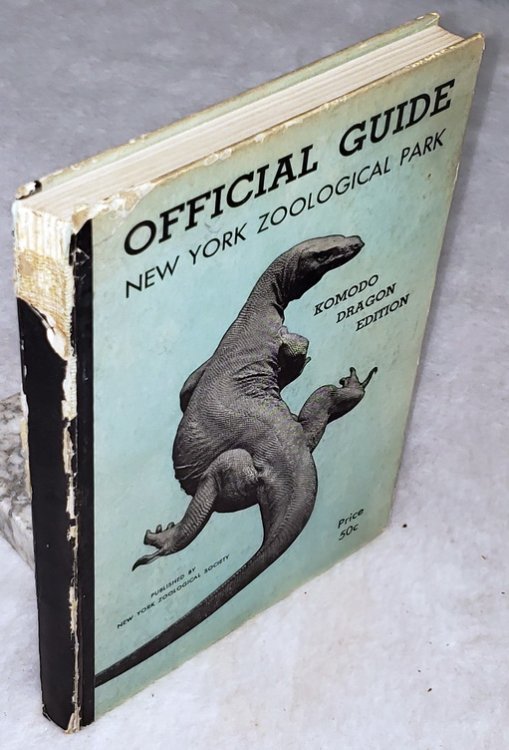 OFFICIAL GUIDE
NEW YORK ZOOLOGICAL PARK
KOMODO
DRAGON
EDITION
Price
50c
PUBLISHED BY
NEW YORK ZOOLOGICAL SOCIETY